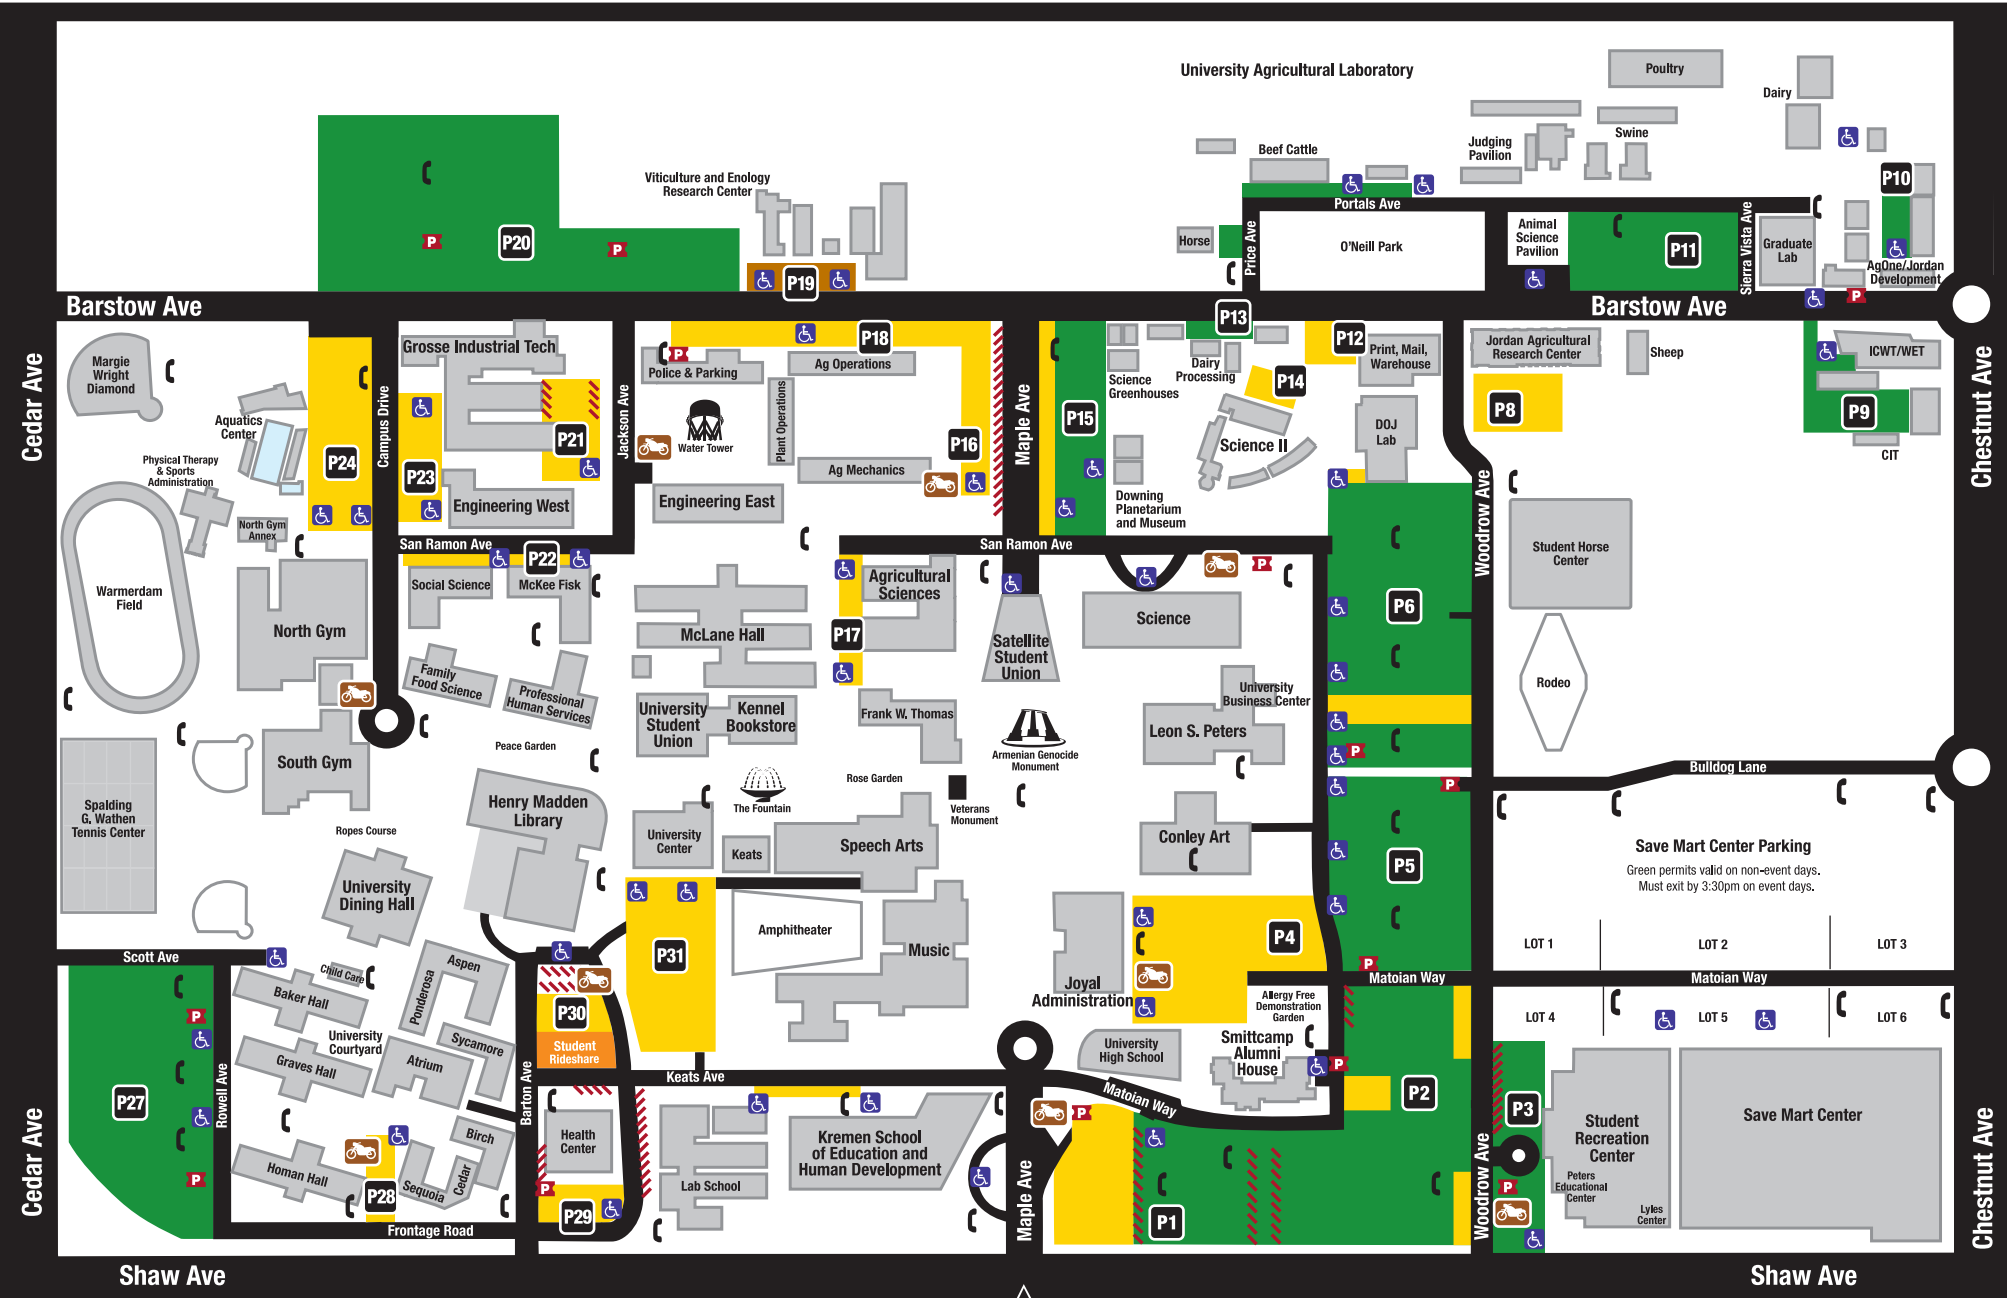 University Agricultural Laboratory
Poultry
Dairy
Swine
Judging
Pavilion
Beef Cattle
Viticulture and Enology
Research Center
P10
Portals Ave
Horse
Price Ave
O'Neill Park
Animal
Science
Pavilion
P11
Sierra Vista Ave
Graduate
Lab
AgOne/Jordan
Development
P
P20
P
P19
Barstow Ave
Barstow Ave
P
Cedar Ave
Margie
Wright
Diamond
Aquatics
Center
Physical Therapy
& Sports
Administration
North Gym
Annex
P24
Campus Drive
Grosse Industrial Tech
P21
P23
Engineering West
Jackson Ave
P
Police & Parking
P18
Ag Operations
Water Tower
Plant Operations
Ag Mechanics
P16
Engineering East
Maple Ave
P15
P13
Science
Greenhouses
Dairy
Processing
P12
Print, Mail,
Warehouse
P14
Science II
DOJ
Lab
Downing
Planetarium
and Museum
Jordan Agricultural
Research Center
Sheep
P8
ICWT/WET
P9
CIT
Chestnut Ave
Woodrow Ave
San Ramon Ave
P22
San Ramon Ave
P
Warmerdam
Field
North Gym
Social Science
McKee Fisk
Family
Food Science
Professional
Human Services
Peace Garden
McLane Hall
P17
Agricultural
Sciences
Satellite
Student
Union
Science
P6
Student Horse
Center
Rodeo
University
Student
Union
Kennel
Bookstore
Frank W. Thomas
Armenian Genocide
Monument
University
Business Center
Leon S. Peters
P
Bulldog Lane
P
South Gym
Spalding
G. Wathen
Tennis Center
Ropes Course
Henry Madden
Library
The Fountain
Rose Garden
Veterans
Monument
University
Center
Keats
Speech Arts
Conley Art
P5
Save Mart Center Parking
Green permits valid on non-event days.
Must exit by 3:30pm on event days.
University
Dining Hall
P31
Amphitheater
Music
P4
Joyal
Administration
LOT 1
LOT 2
LOT 3
P
Matoian Way
Matoian Way
Scott Ave
Child Care
Baker Hall
Aspen
Ponderosa
P
P30
Student
Rideshare
Allergy Free
Demonstration
Garden
LOT 4
LOT 5
LOT 6
University
Courtyard
Sycamore
Graves Hall
Atrium
University
High School
Smittcamp
Alumni
House
P
Keats Ave
P27
Rowell Ave
Barton Ave
Matoian Way
P2
Cedar Ave
P
Health
Center
P3
Student
Recreation
Center
Save Mart Center
Birch
Kremen School
of Education and
Human Development
Homan Hall
Sequoia
Cedar
P
P
Lab School
P28
P29
Maple Ave
P1
Woodrow Ave
P
Peters
Educational
Center
Lyles
Center
Chestnut Ave
Frontage Road
Shaw Ave
Shaw Ave